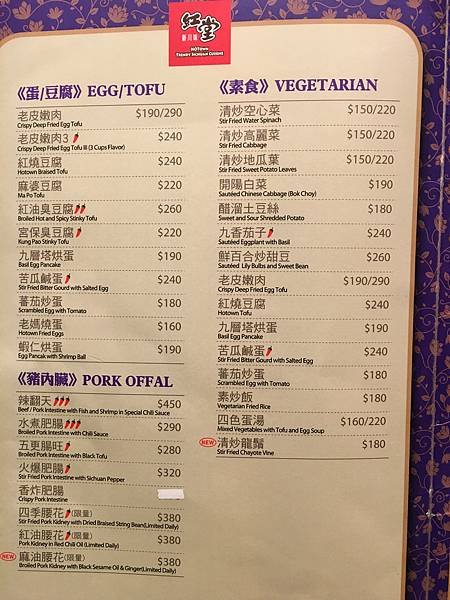 紅堂
新川味
HOTown
TRENDY SICHUAN CUISINE
《蛋/豆腐》EGG/TOFU
老皮嫩肉 $190/290
Crispy Deep Fried Egg Tofu
老皮嫩肉3 $240
Crispy Deep Fried Egg Tofu III (3 Cups Flavor)
紅燒豆腐 $240
Hotown Braised Tofu
麻婆豆腐 $220
Ma Po Tofu
紅油臭豆腐 $260
Broiled Hot and Spicy Stinky Tofu
宮保臭豆腐 $220
Kung Pao Stinky Tofu
九層塔烘蛋 $190
Basil Egg Pancake
苦瓜鹹蛋 $240
Stir Fried Bitter Gourd with Salted Egg
蕃茄炒蛋 $180
Scrambled Egg with Tomato
老媽燒蛋 $160
Hotown Fried Eggs
蝦仁烘蛋 $190
Egg Pancak with Shrimp Ball
《豬內臟》PORK OFFAL
辣翻天 $450
Beef / Pork Intestine with Fish and Shrimp in Special Chili Sauce
水煮肥腸 $290
Broiled Pork Intestine with Chili Sauce
五更腸旺 $280
Broiled Pork Intestine with Black Tofu
火爆肥腸 $320
Stir Fried Pork Intestine with Sichuan Pepper
香炸肥腸
Crispy Pork Intestine
四季腰花(限量) $380
Stir Fried Pork Kidney with Dried Braised String Bean(Limited Daily)
紅油腰花(限量) $380
Pork Kidney in Red Chili Oil (Limited Daily)
NEW 麻油腰花(限量) $380
Broiled Pork Kidney with Black Sesame Oil & Ginger(Limited Daily)
《素食》VEGETARIAN
清炒空心菜 $150/220
Stir Fried Water Spinach
清炒高麗菜 $150/220
Stir Fried Cabbage
清炒地瓜葉 $150/220
Stir Fried Sweet Potato Leaves
開陽白菜 $190
Sautéed Chinese Cabbage (Bok Choy)
醋溜土豆絲 $180
Sweet and Sour Shredded Potato
九香茄子 $240
Sautéed Eggplant with Basil
鮮百合炒甜豆 $260
Sautéed Lily Bulbs and Sweet Bean
老皮嫩肉 $190/290
Crispy Deep Fried Egg Tofu
紅燒豆腐 $240
Hotown Tofu
九層塔烘蛋 $190
Basil Egg Pancake
苦瓜鹹蛋 $240
Stir Fried Bitter Gourd with Salted Egg
蕃茄炒蛋 $180
Scrambled Egg with Tomato
素炒飯 $180
Vegetarian Fried Rice
四色蛋湯 $160/220
Mixed Vegetables with Tofu and Egg Soup
NEW 清炒龍鬚 $180
Stir Fried Chayote Vine